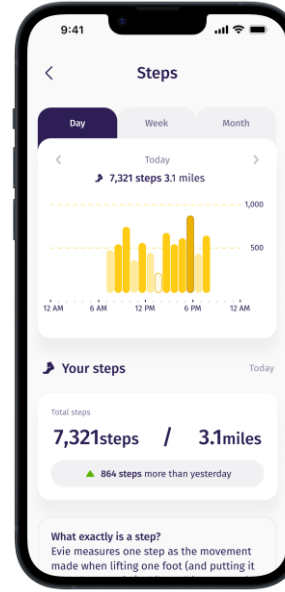 9:41
Steps
Day Week Month
Today
7,321 steps 3.1 miles
1,000
500
12 AM 6 AM 12 PM 6 PM 12 AM
Your steps Today
Total steps
7,321steps / 3.1miles
864 steps more than yesterday
What exactly is a step?
Evie measures one step as the movement
made when lifting one foot (and putting it